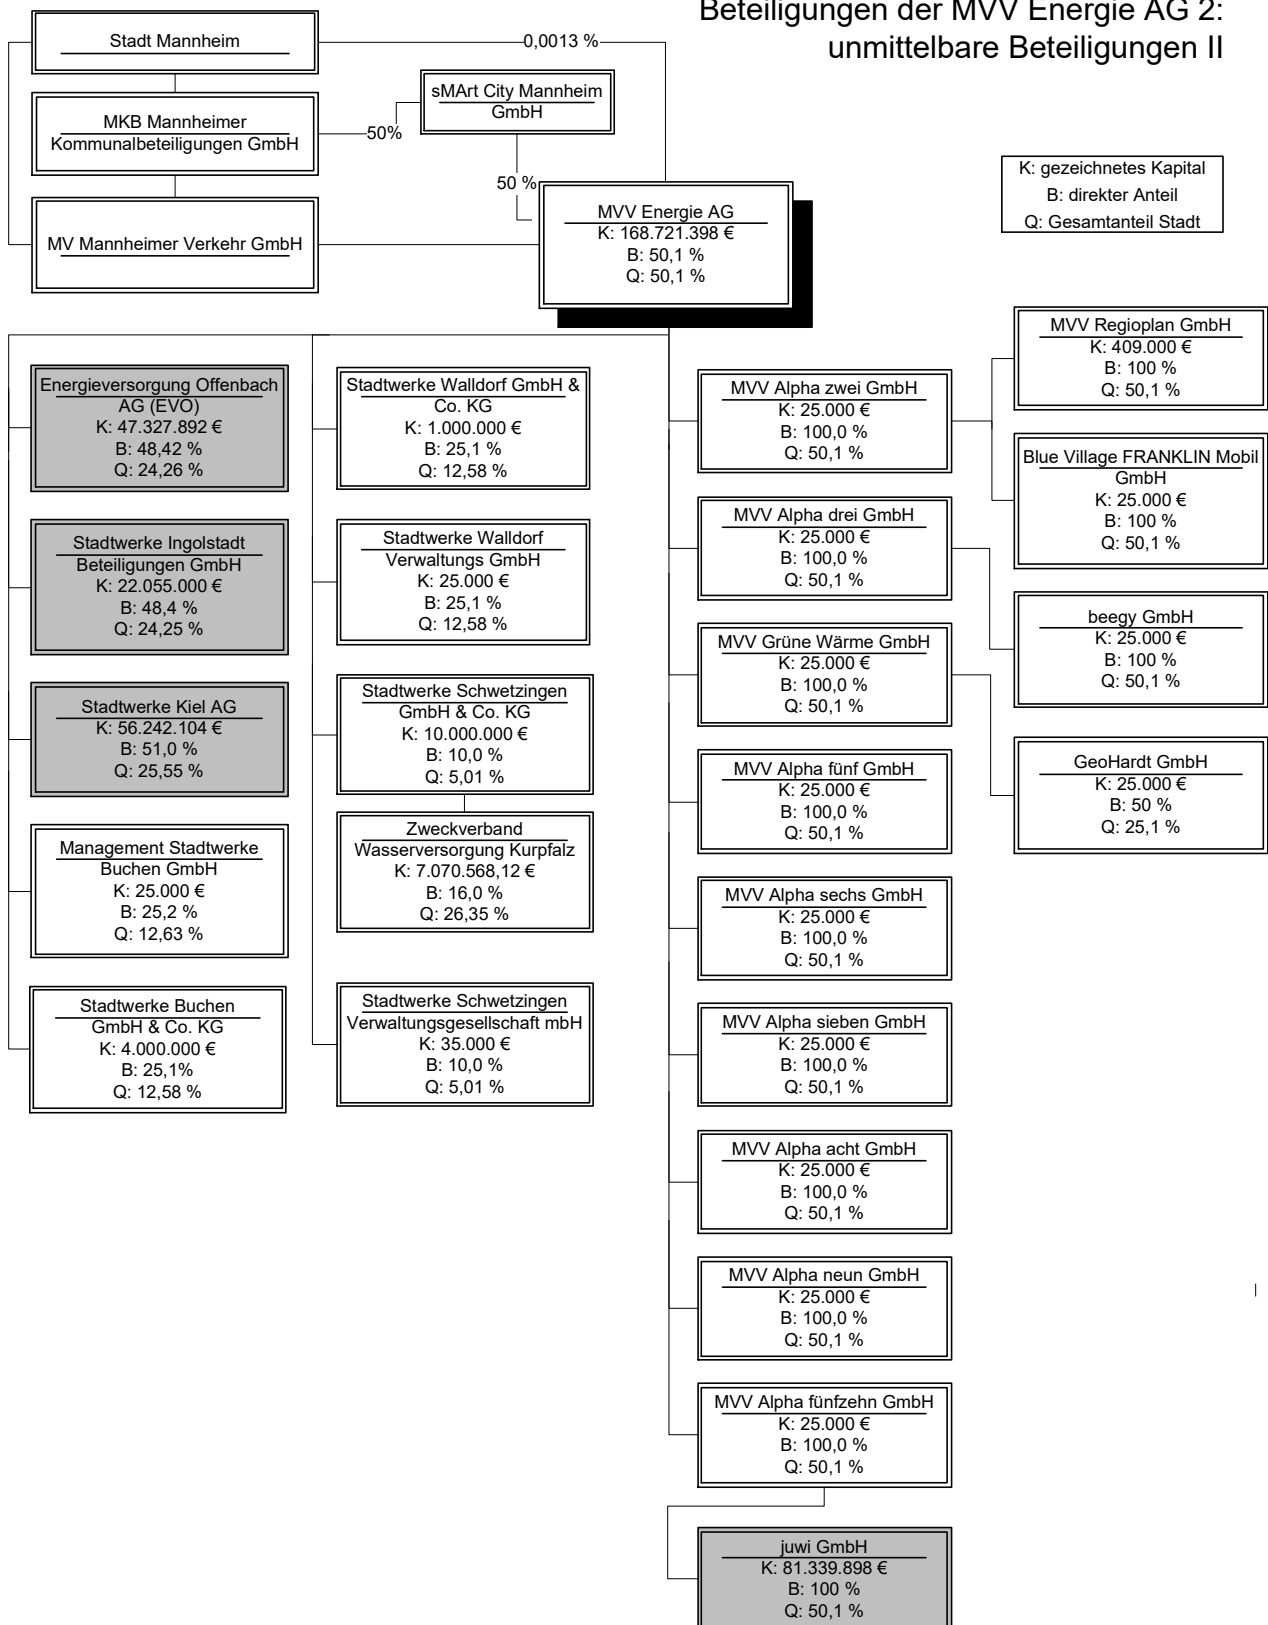 Beteiligungen der MVV Energie AG 2:
unmittelbare Beteiligungen II
Stadt Mannheim
0,0013 %
MKB Mannheimer
Kommunalbeteiligungen GmbH
50%
sMArt City Mannheim
GmbH
50 %
MV Mannheimer Verkehr GmbH
MVV Energie AG
K: 168.721.398 €
B: 50,1 %
Q: 50,1 %
K: gezeichnetes Kapital
B: direkter Anteil
Q: Gesamtanteil Stadt
Energieversorgung Offenbach
AG (EVO)
K: 47.327.892 €
B: 48,42 %
Q: 24,26 %
Stadtwerke Ingolstadt
Beteiligungen GmbH
K: 22.055.000 €
B: 48,4 %
Q: 24,25 %
Stadtwerke Kiel AG
K: 56.242.104 €
B: 51,0 %
Q: 25,55 %
Management Stadtwerke
Buchen GmbH
K: 25.000 €
B: 25,2 %
Q: 12,63 %
Stadtwerke Buchen
GmbH & Co. KG
K: 4.000.000 €
B: 25,1%
Q: 12,58 %
Stadtwerke Walldorf GmbH &
Co. KG
K: 1.000.000 €
B: 25,1 %
Q: 12,58 %
Stadtwerke Walldorf
Verwaltungs GmbH
K: 25.000 €
B: 25,1 %
Q: 12,58 %
Stadtwerke Schwetzingen
GmbH & Co. KG
K: 10.000.000 €
B: 10,0 %
Q: 5,01 %
Zweckverband
Wasserversorgung Kurpfalz
K: 7.070.568,12 €
B: 16,0 %
Q: 26,35 %
Stadtwerke Schwetzingen
Verwaltungsgesellschaft mbH
K: 35.000 €
B: 10,0 %
Q: 5,01 %
MVV Alpha zwei GmbH
K: 25.000 €
B: 100,0 %
Q: 50,1 %
MVV Alpha drei GmbH
K: 25.000 €
B: 100,0 %
Q: 50,1 %
MVV Grüne Wärme GmbH
K: 25.000 €
B: 100,0 %
Q: 50,1 %
MVV Alpha fünf GmbH
K: 25.000 €
B: 100,0 %
Q: 50,1 %
MVV Alpha sechs GmbH
K: 25.000 €
B: 100,0 %
Q: 50,1 %
MVV Alpha sieben GmbH
K: 25.000 €
B: 100,0 %
Q: 50,1 %
MVV Alpha acht GmbH
K: 25.000 €
B: 100,0 %
Q: 50,1 %
MVV Alpha neun GmbH
K: 25.000 €
B: 100,0 %
Q: 50,1 %
MVV Alpha fünfzehn GmbH
K: 25.000 €
B: 100,0 %
Q: 50,1 %
juwi GmbH
K: 81.339.898 €
B: 100 %
Q: 50,1 %
MVV Regioplan GmbH
K: 409.000 €
B: 100 %
Q: 50,1 %
Blue Village FRANKLIN Mobil
GmbH
K: 25.000 €
B: 100 %
Q: 50,1 %
beegy GmbH
K: 25.000 €
B: 100 %
Q: 50,1 %
GeoHardt GmbH
K: 25.000 €
B: 50 %
Q: 25,1 %